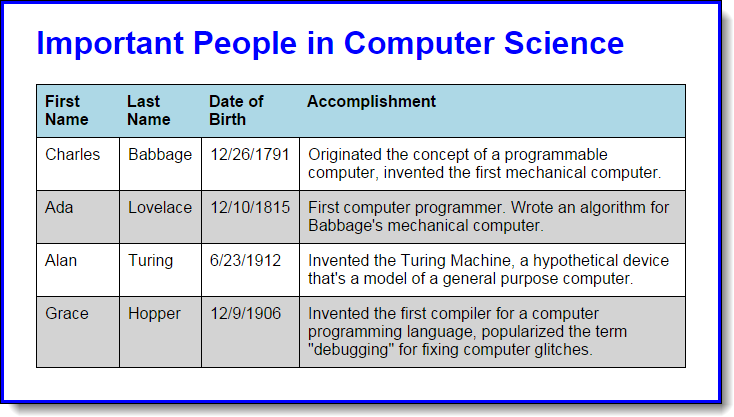 Important People in Computer Science
First Name Last Name Date of Birth Accomplishment
Charles Babbage 12/26/1791 Originated the concept of a programmable
computer, invented the first mechanical computer.
Ada Lovelace 12/10/1815 First computer programmer. Wrote an algorithm for
Babbage's mechanical computer.
Alan Turing 6/23/1912 Invented the Turing Machine, a hypothetical device
that's a model of a general purpose computer.
Grace Hopper 12/9/1906 Invented the first compiler for a computer
programming language, popularized the term
"debugging" for fixing computer glitches.